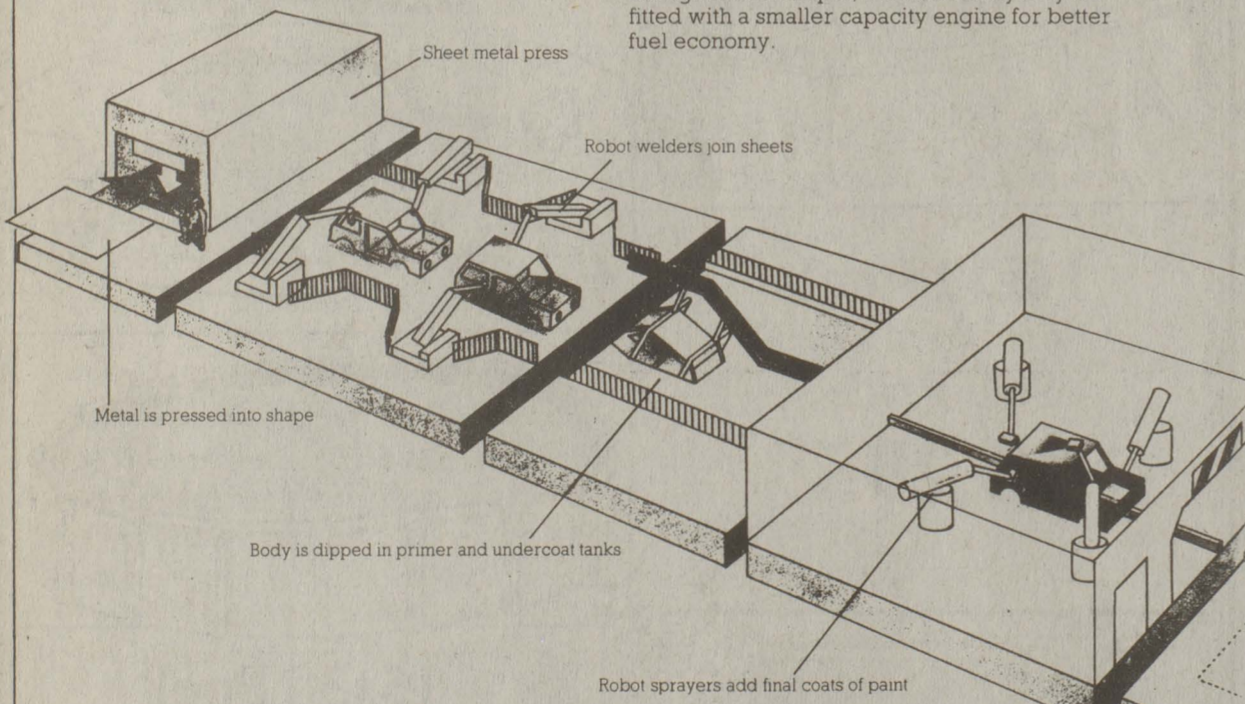 fitted with a smaller capacity engine for better
fuel economy.
Sheet metal press
Robot welders join sheets
Metal is pressed into shape
Body is dipped in primer and undercoat tanks
Robot sprayers add final coats of paint